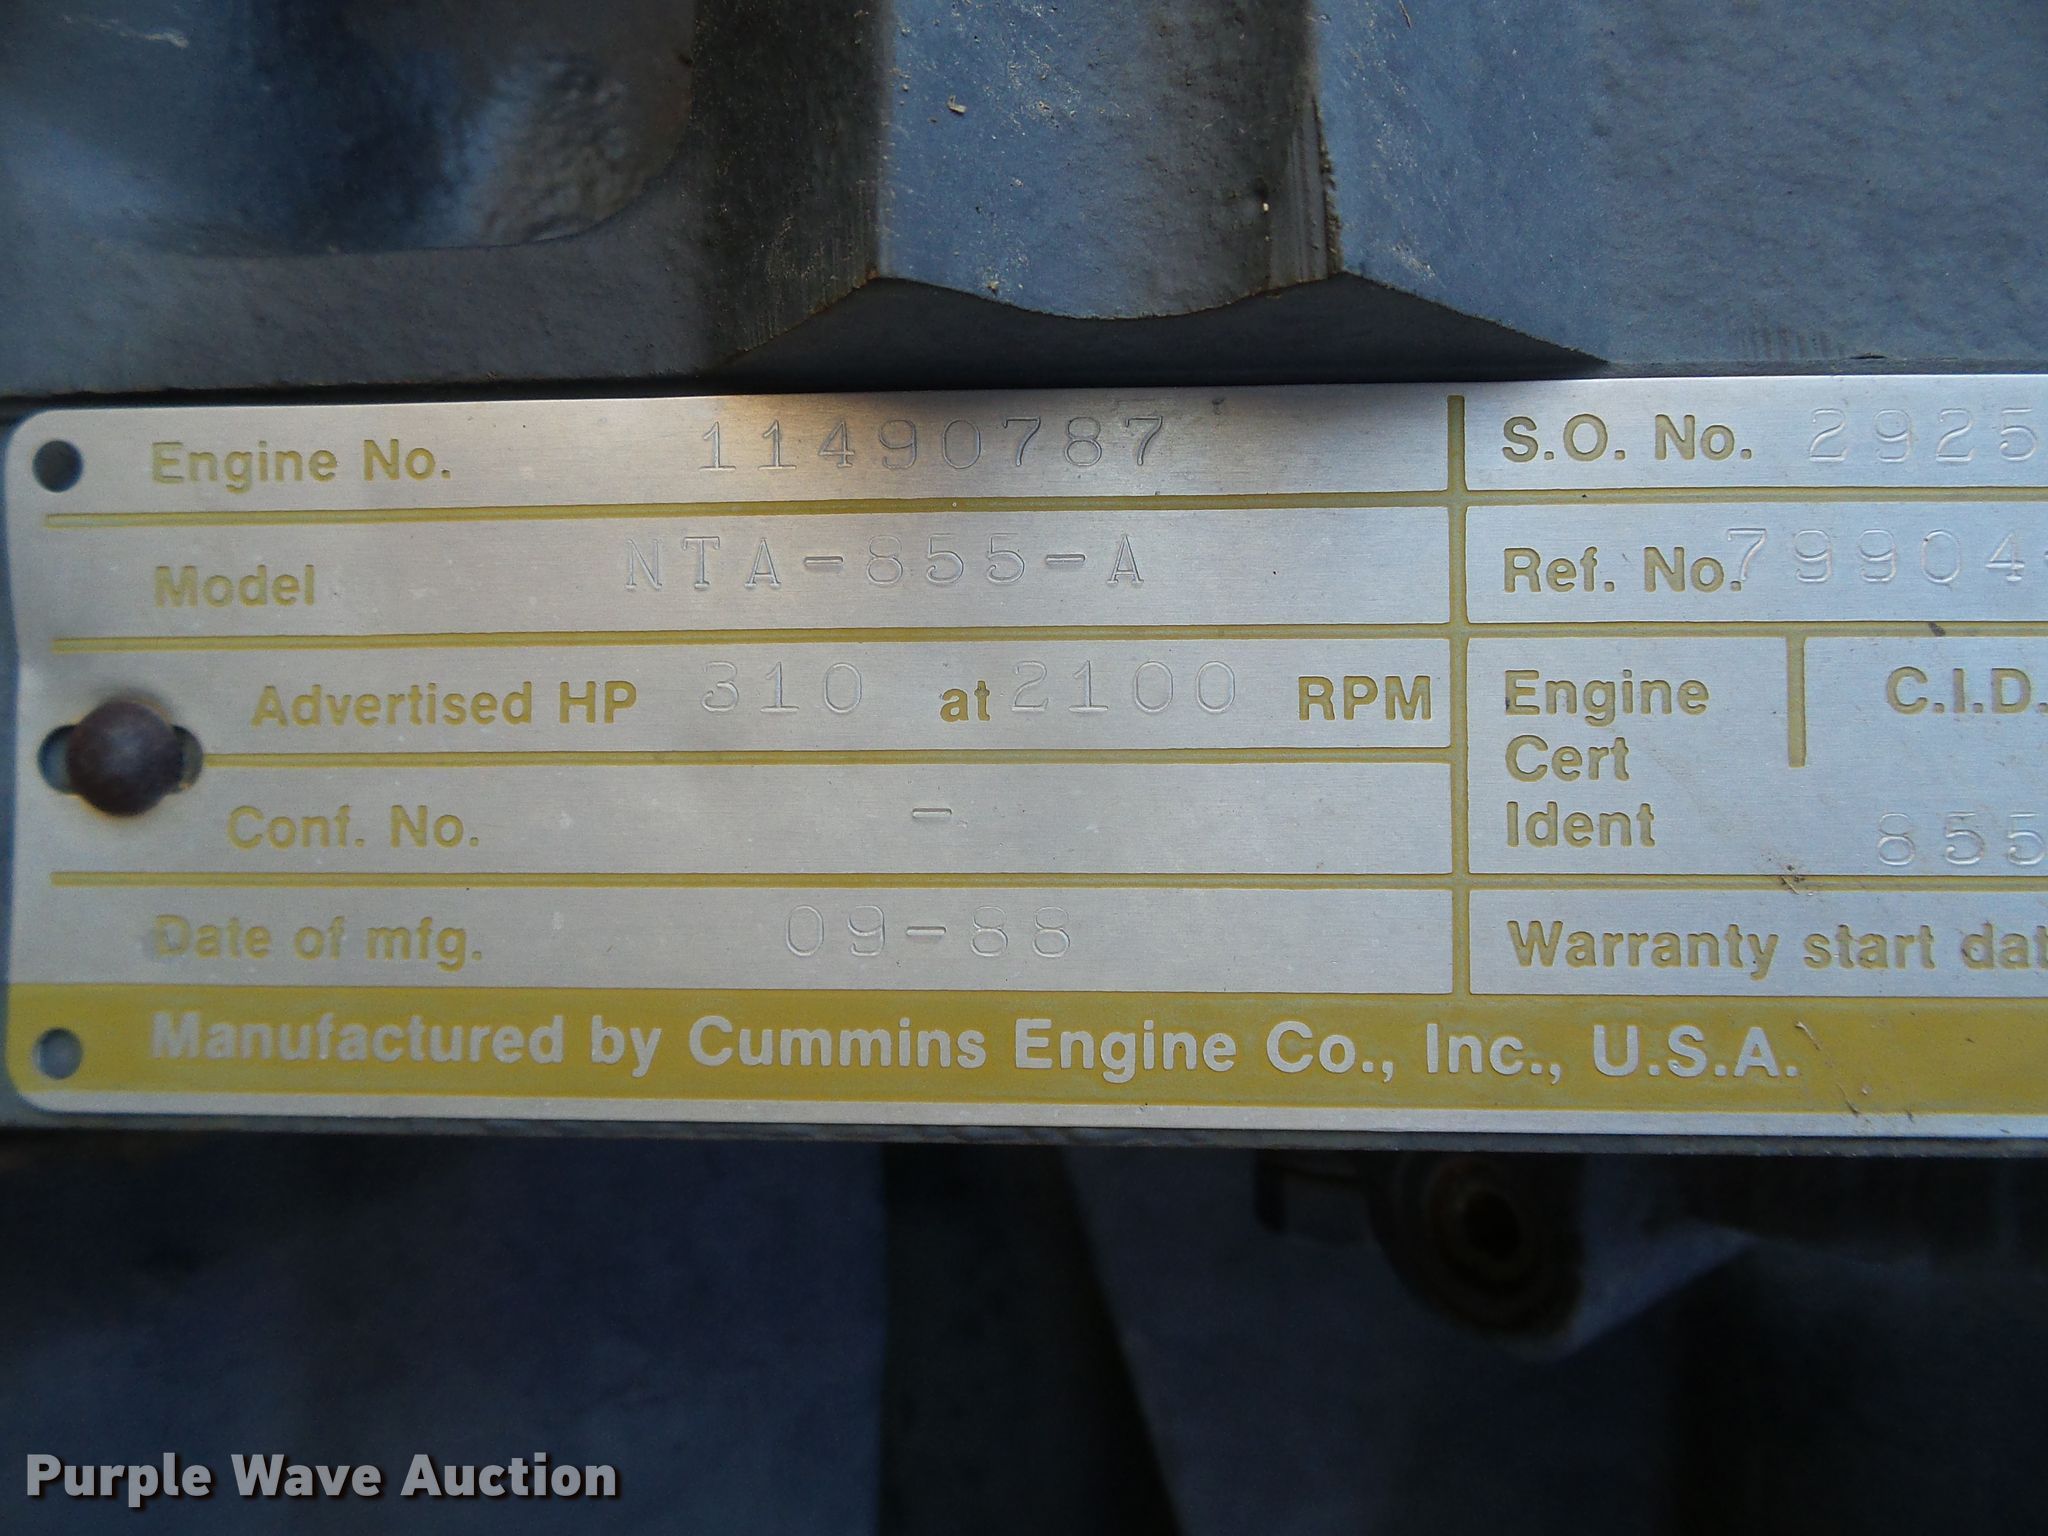 Engine No. 11490787 S.O. No. 2925
Model NTA-855-A Ref. No. 79904
Advertised HP 310 at 2100 RPM Engine C.I.D.
Cert
Conf. No. - Ident 855
Date of mfg. 09-88 Warranty start dat
Manufactured by Cummins Engine Co., Inc., U.S.A.
Purple Wave Auction